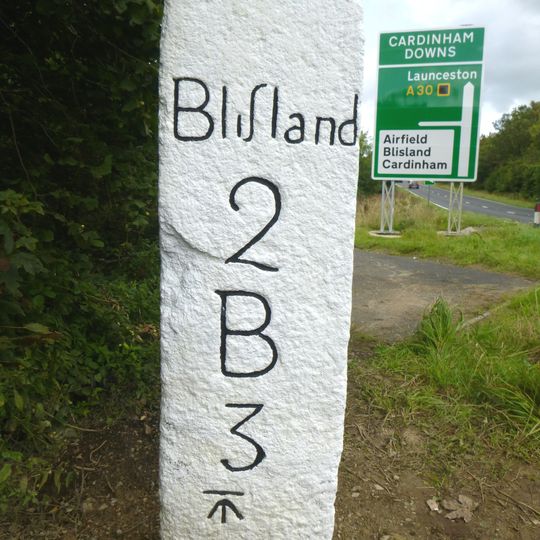 Bliſland
2
B
3
CARDINHAM
DOWNS
Launceston
A30
Airfield
Blisland
Cardinham